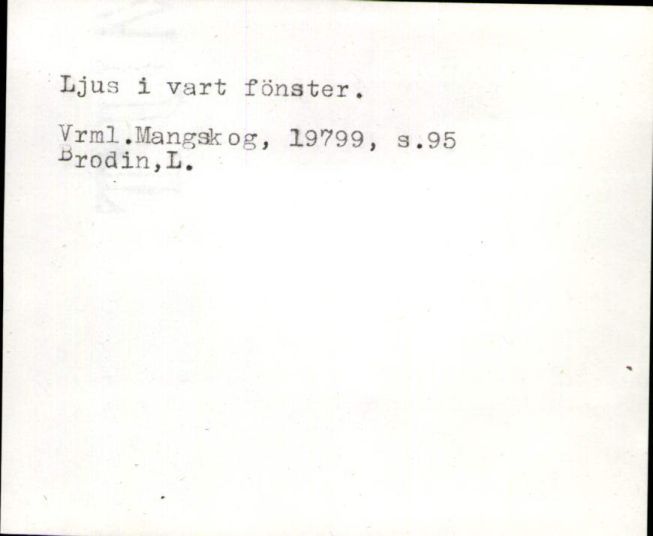 Ljus i vart fönster.
Vrml.Mangskog, 19799, s.95
Brodin,L.